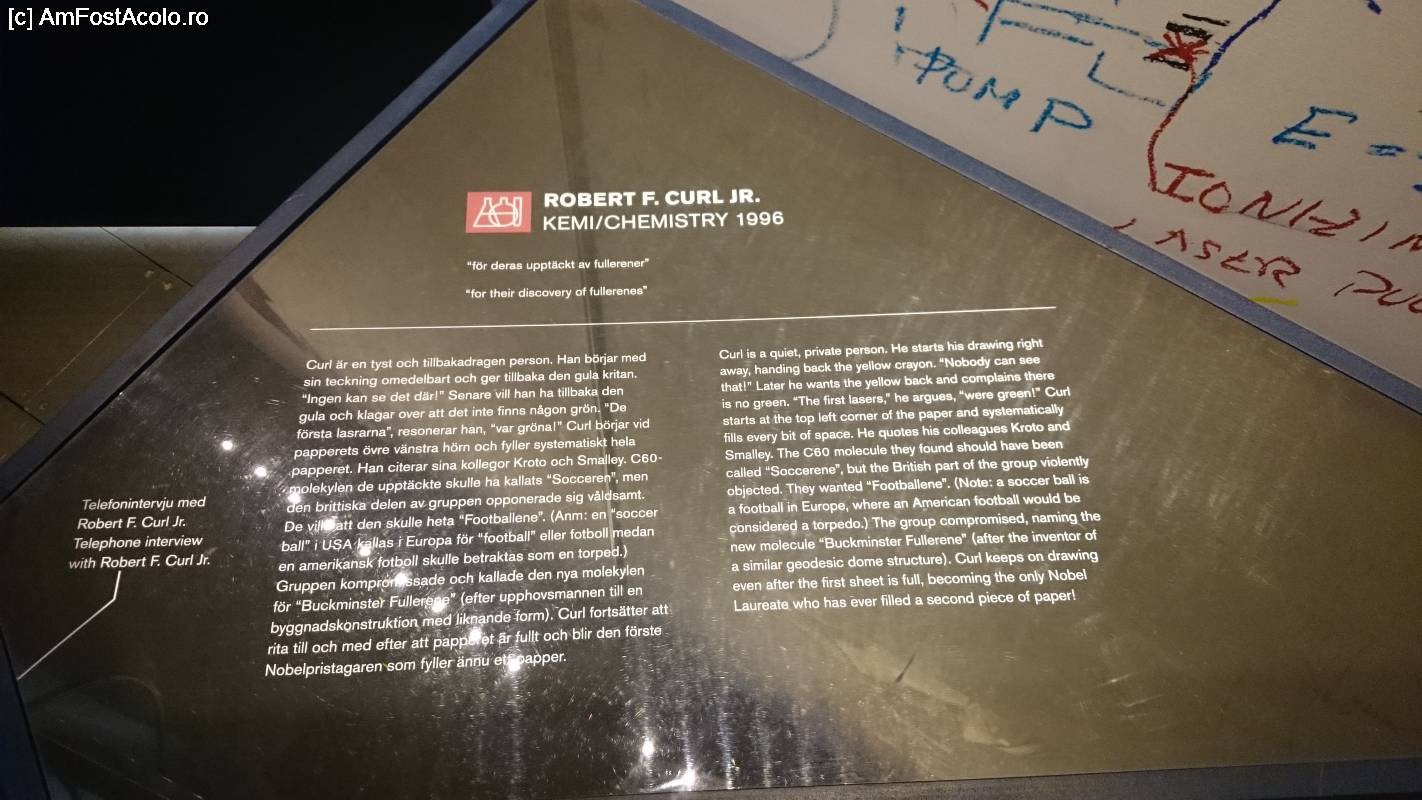 [c] AmFostAcolo.ro
PUMP
E =
IONIZIN
LASER PU
ROBERT F. CURL JR.
KEMI/CHEMISTRY 1996
"för deras upptäckt av fullerener"
"for their discovery of fullerenes"
Curl är en tyst och tillbakadragen person. Han börjar med
sin teckning omedelbart och ger tillbaka den gula kritan.
"Ingen kan se det där!" Senare vill han ha tillbaka den
gula och klagar over att det inte finns någon grön. "De
första lasrarna", resonerar han, "var gröna!" Curl börjar vid
papperets övre vänstra hörn och fyller systematiskt hela
papperet. Han citerar sina kollegor Kroto och Smalley. C60-
molekylen de upptäckte skulle ha kallats "Socceren", men
den brittiska delen av gruppen opponerade sig våldsamt.
De ville att den skulle heta "Footballene". (Anm: en "soccer
ball" i USA kallas i Europa för "football" eller fotboll medan
en amerikansk fotboll skulle betraktas som en torped.)
Gruppen kompromissade och kallade den nya molekylen
för "Buckminster Fullerene" (efter upphovsmannen till en
byggnadskonstruktion med liknande form). Curl fortsätter att
rita till och med efter att papperet är fullt och blir den förste
Nobelpristagaren som fyller ännu ett papper.
Curl is a quiet, private person. He starts his drawing right
away, handing back the yellow crayon. "Nobody can see
that!" Later he wants the yellow back and complains there
is no green. "The first lasers," he argues, "were green!" Curl
starts at the top left corner of the paper and systematically
fills every bit of space. He quotes his colleagues Kroto and
Smalley. The C60 molecule they found should have been
called "Soccerene", but the British part of the group violently
objected. They wanted "Footballene". (Note: a soccer ball is
a football in Europe, where an American football would be
considered a torpedo.) The group compromised, naming the
new molecule "Buckminster Fullerene" (after the inventor of
a similar geodesic dome structure). Curl keeps on drawing
even after the first sheet is full, becoming the only Nobel
Laureate who has ever filled a second piece of paper!
Telefonintervju med
Robert F. Curl Jr.
Telephone interview
with Robert F. Curl Jr.